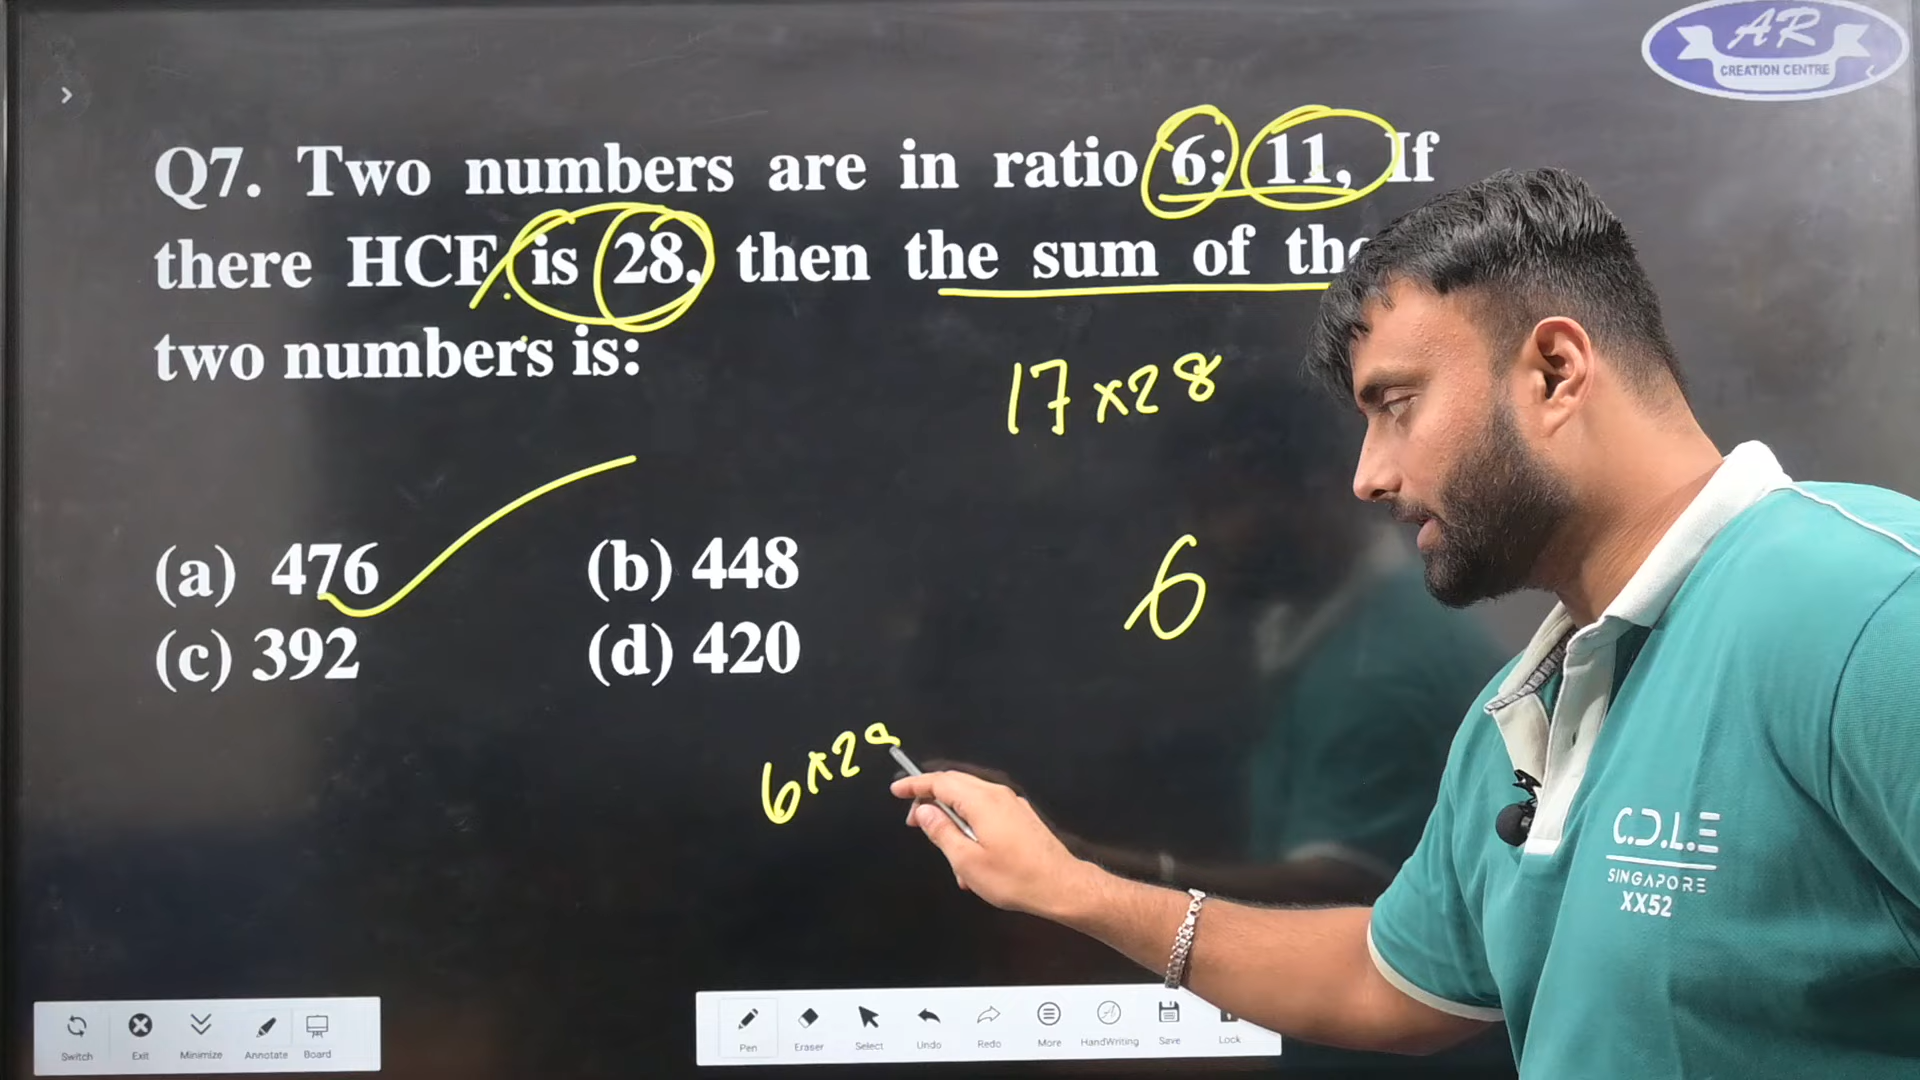 AR
CREATION CENTRE
Q7. Two numbers are in ratio 6: 11, If
there HCF is 28, then the sum of the
two numbers is:
17 × 28
(a) 476 (b) 448
6
(c) 392 (d) 420
6 × 28
C.D.L.E
SINGAPORE
XX52
Switch Exit Minimize Annotate Board
Pen Eraser Select Undo Redo More HandWriting Save Lock